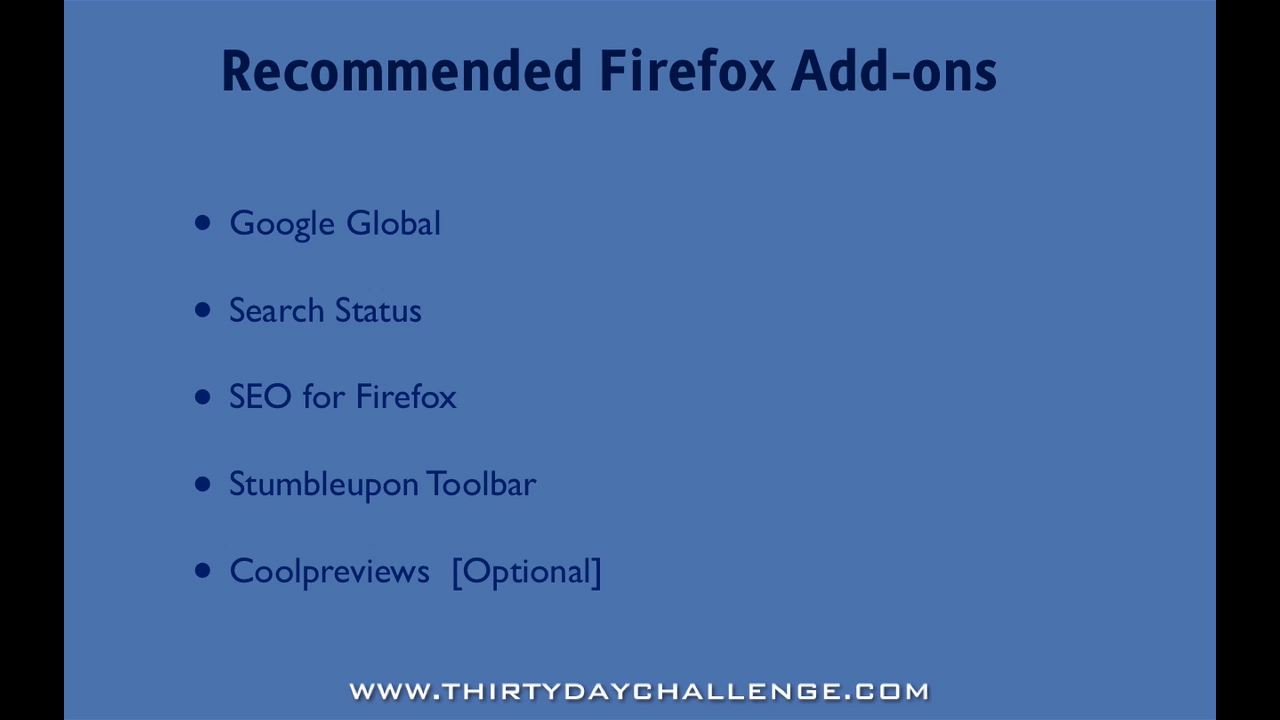 Recommended Firefox Add-ons
• Google Global
• Search Status
• SEO for Firefox
• Stumbleupon Toolbar
• Coolpreviews [Optional]
WWW.THIRTYDAYCHALLENGE.COM